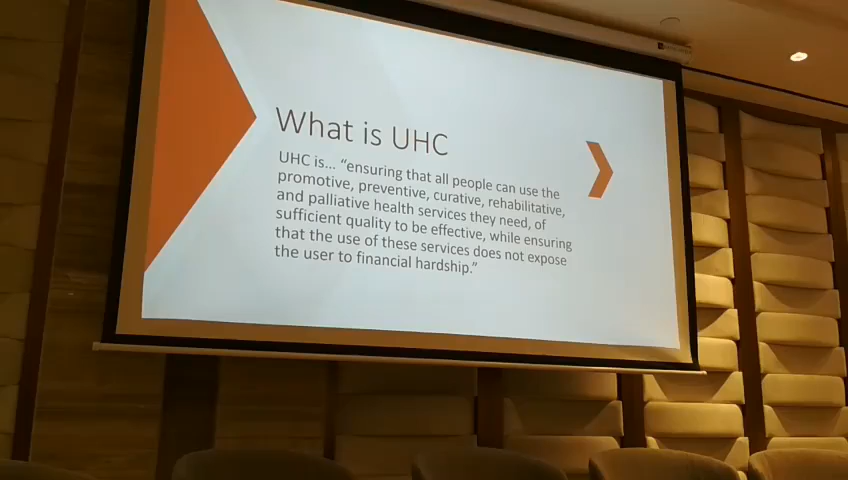 What is UHC
UHC is... “ensuring that all people can use the
promotive, preventive, curative, rehabilitative,
and palliative health services they need, of
sufficient quality to be effective, while ensuring
that the use of these services does not expose
the user to financial hardship.”